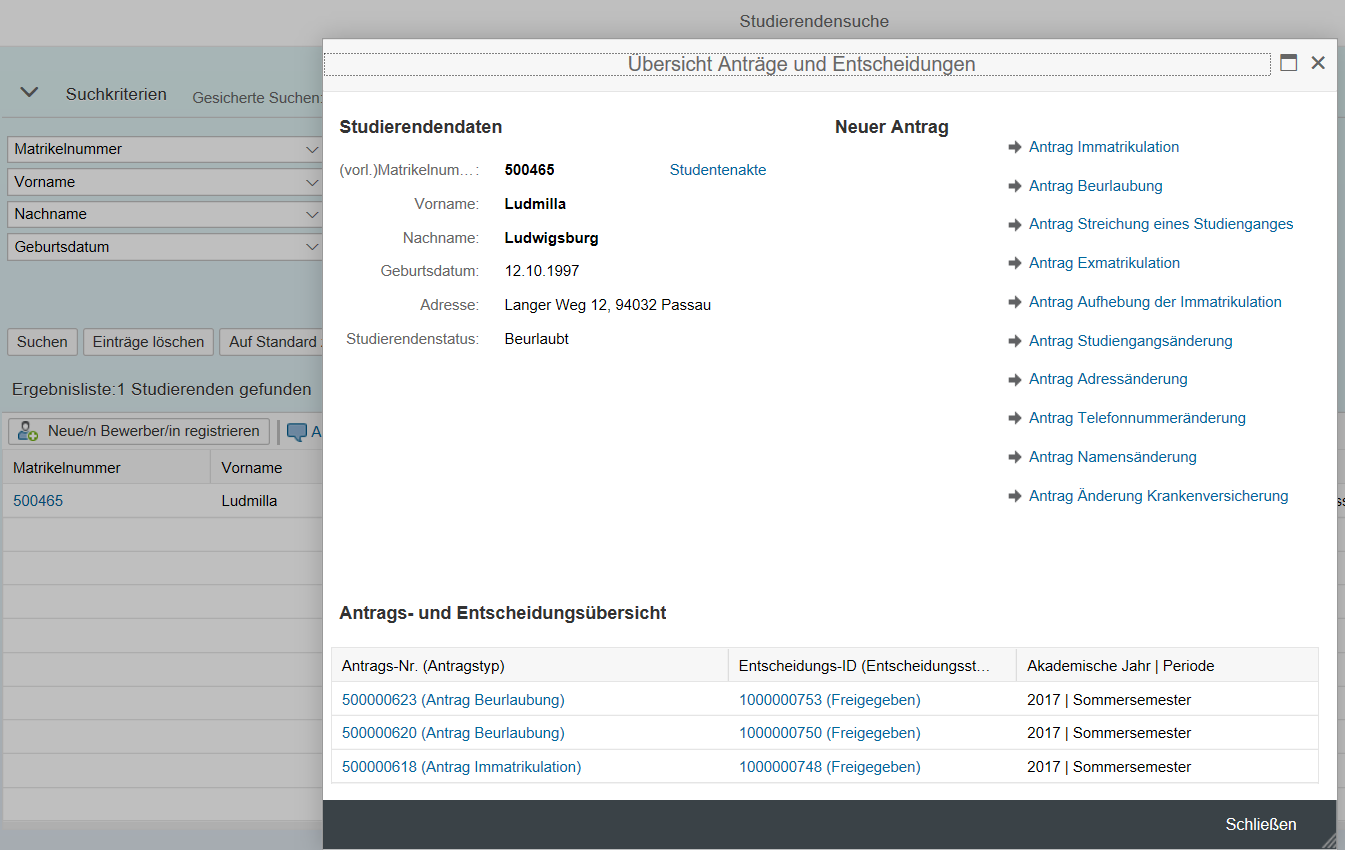 Studierendensuche
Suchkriterien
Gesicherte Suchen:
Matrikelnummer
Vorname
Nachname
Geburtsdatum
Suchen
Einträge löschen
Auf Standard
Ergebnisliste:1 Studierenden gefunden
Neue/n Bewerber/in registrieren
Matrikelnummer Vorname
500465 Ludmilla
Übersicht Anträge und Entscheidungen
Studierendendaten
(vorl.)Matrikelnum…: 500465 Studentenakte
Vorname: Ludmilla
Nachname: Ludwigsburg
Geburtsdatum: 12.10.1997
Adresse: Langer Weg 12, 94032 Passau
Studierendenstatus: Beurlaubt
Neuer Antrag
Antrag Immatrikulation
Antrag Beurlaubung
Antrag Streichung eines Studienganges
Antrag Exmatrikulation
Antrag Aufhebung der Immatrikulation
Antrag Studiengangsänderung
Antrag Adressänderung
Antrag Telefonnummeränderung
Antrag Namensänderung
Antrag Änderung Krankenversicherung
Antrags- und Entscheidungsübersicht
Antrags-Nr. (Antragstyp) Entscheidungs-ID (Entscheidungsst… Akademische Jahr | Periode
500000623 (Antrag Beurlaubung) 1000000753 (Freigegeben) 2017 | Sommersemester
500000620 (Antrag Beurlaubung) 1000000750 (Freigegeben) 2017 | Sommersemester
500000618 (Antrag Immatrikulation) 1000000748 (Freigegeben) 2017 | Sommersemester
Schließen